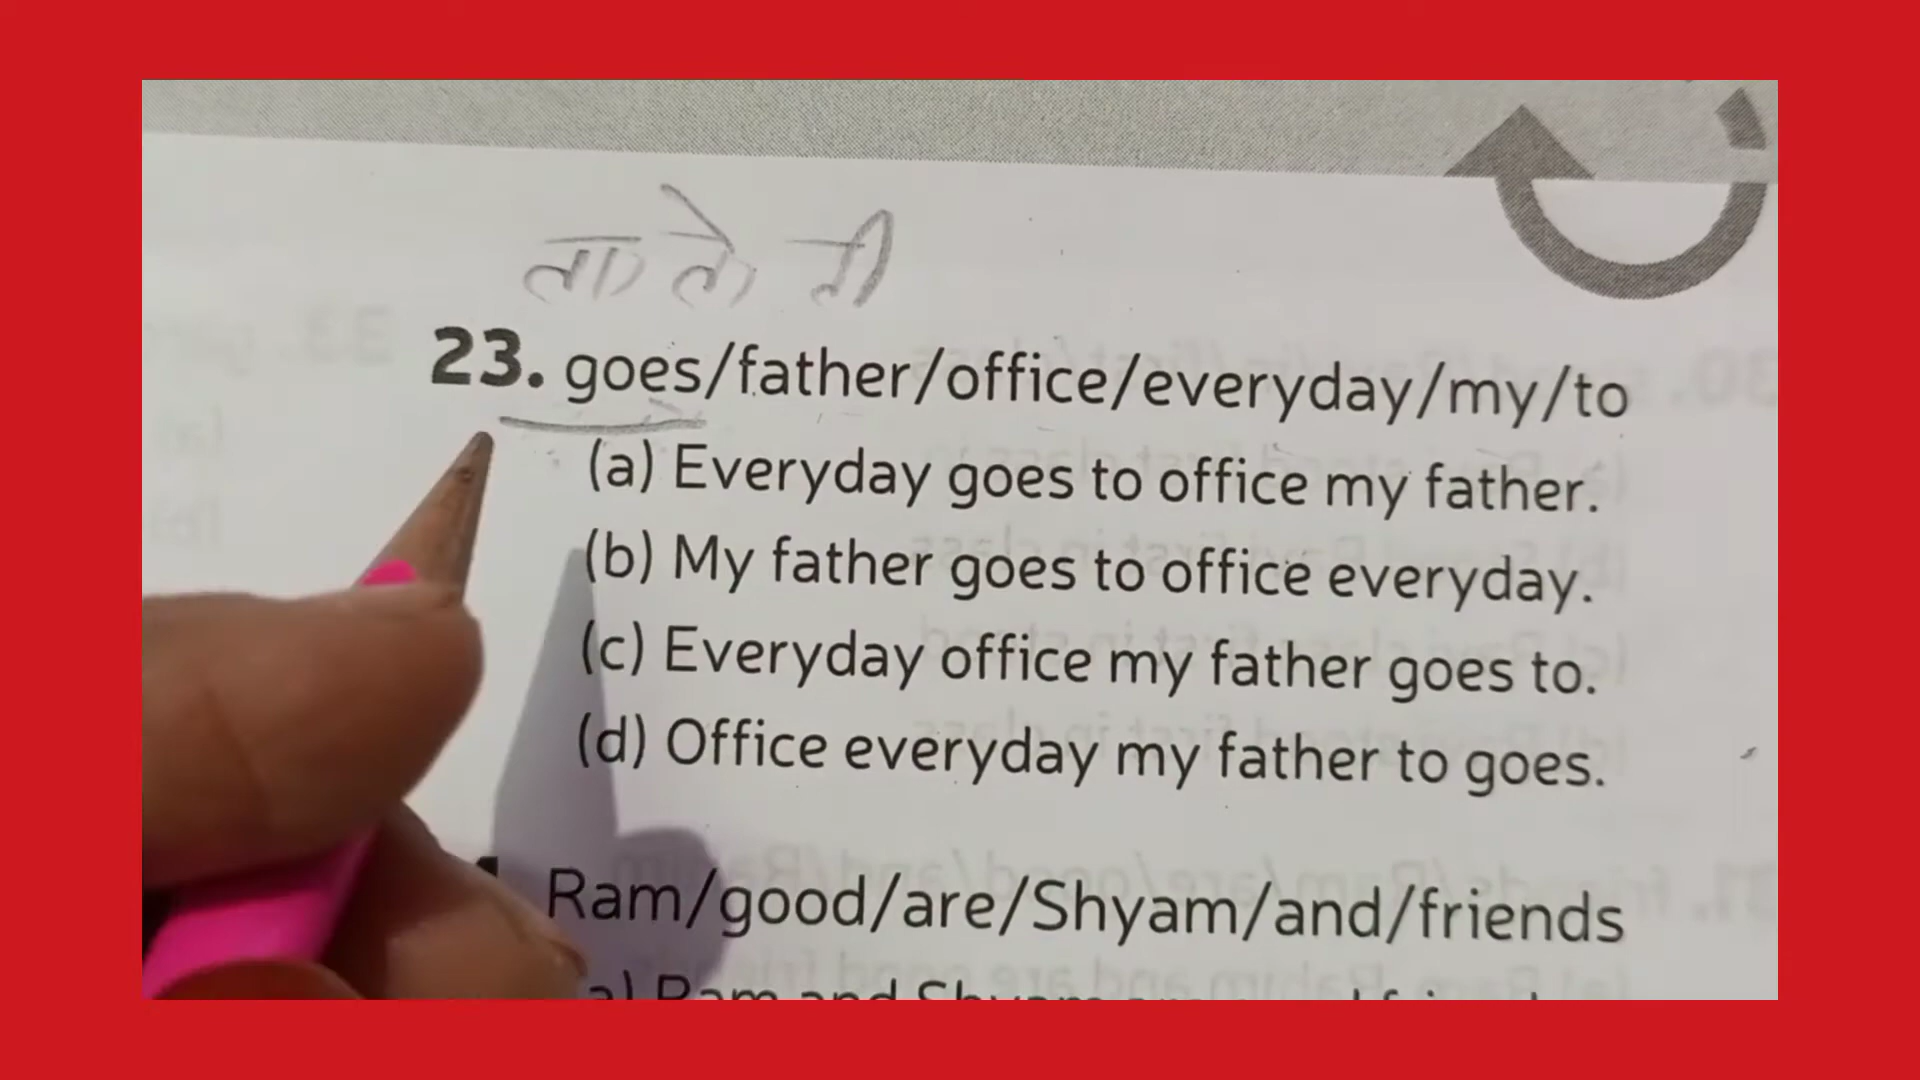 ता ते ती
23. goes/father/office/everyday/my/to
(a) Everyday goes to office my father.
(b) My father goes to office everyday.
(c) Everyday office my father goes to.
(d) Office everyday my father to goes.
Ram/good/are/Shyam/and/friends